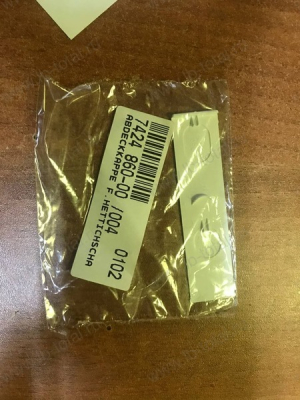 7424 860-00 /004 0102
ABDECKKAPPE F.HETTICHSCHA